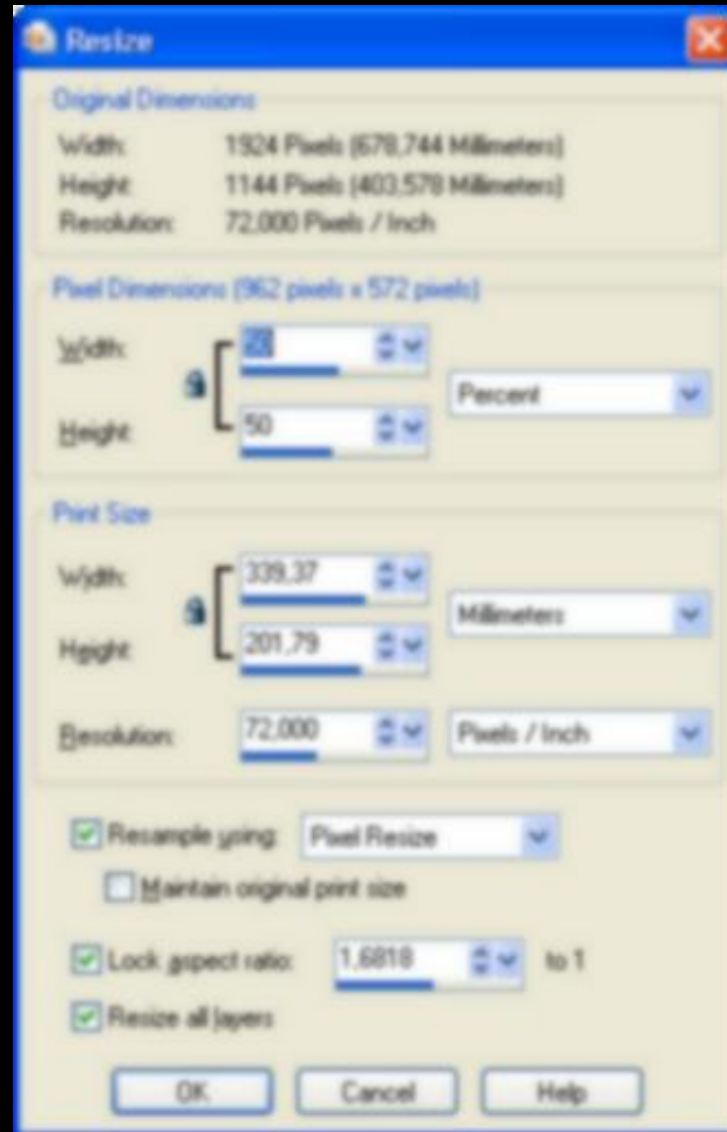 Resize
Original Dimensions
Width: 1924 Pixels (678,744 Millimeters)
Height: 1144 Pixels (403,578 Millimeters)
Resolution: 72,000 Pixels / Inch
Pixel Dimensions (962 pixels x 572 pixels)
Width:
Percent
Height: 50
Print Size
Width: 339,37
Millimeters
Height: 201,79
Resolution: 72,000 Pixels / Inch
Resample using: Pixel Resize
Maintain original print size
Lock aspect ratio: 1,6818 to 1
Resize all layers
OK Cancel Help